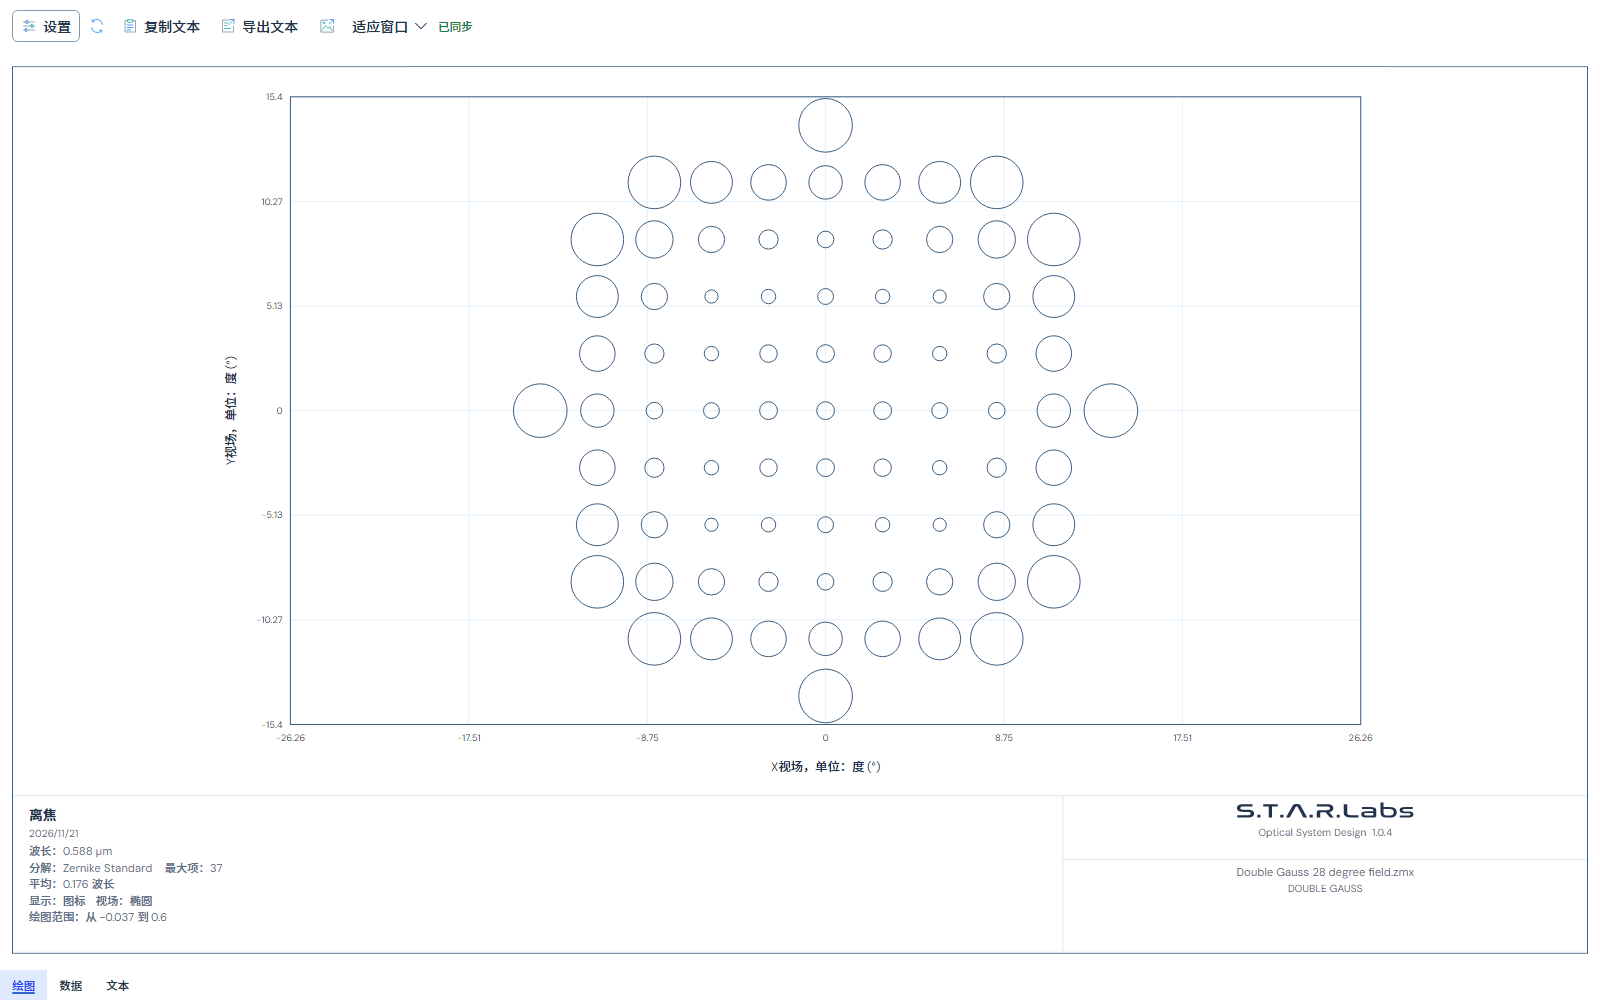 设置 复制文本 导出文本 适应窗口 已同步
15.4
10.27
5.13
0
-5.13
-10.27
-15.4
Y视场，单位：度 (°)
-26.26 -17.51 -8.75 0 8.75 17.51 26.26
X视场，单位：度 (°)
离焦
2026/11/21
波长：0.588 µm
分解：Zernike Standard 最大项：37
平均：0.176 波长
显示：图标 视场：椭圆
绘图范围：从 -0.037 到 0.6
S.T.A.R.Labs
Optical System Design 1.0.4
Double Gauss 28 degree field.zmx
DOUBLE GAUSS
绘图 数据 文本